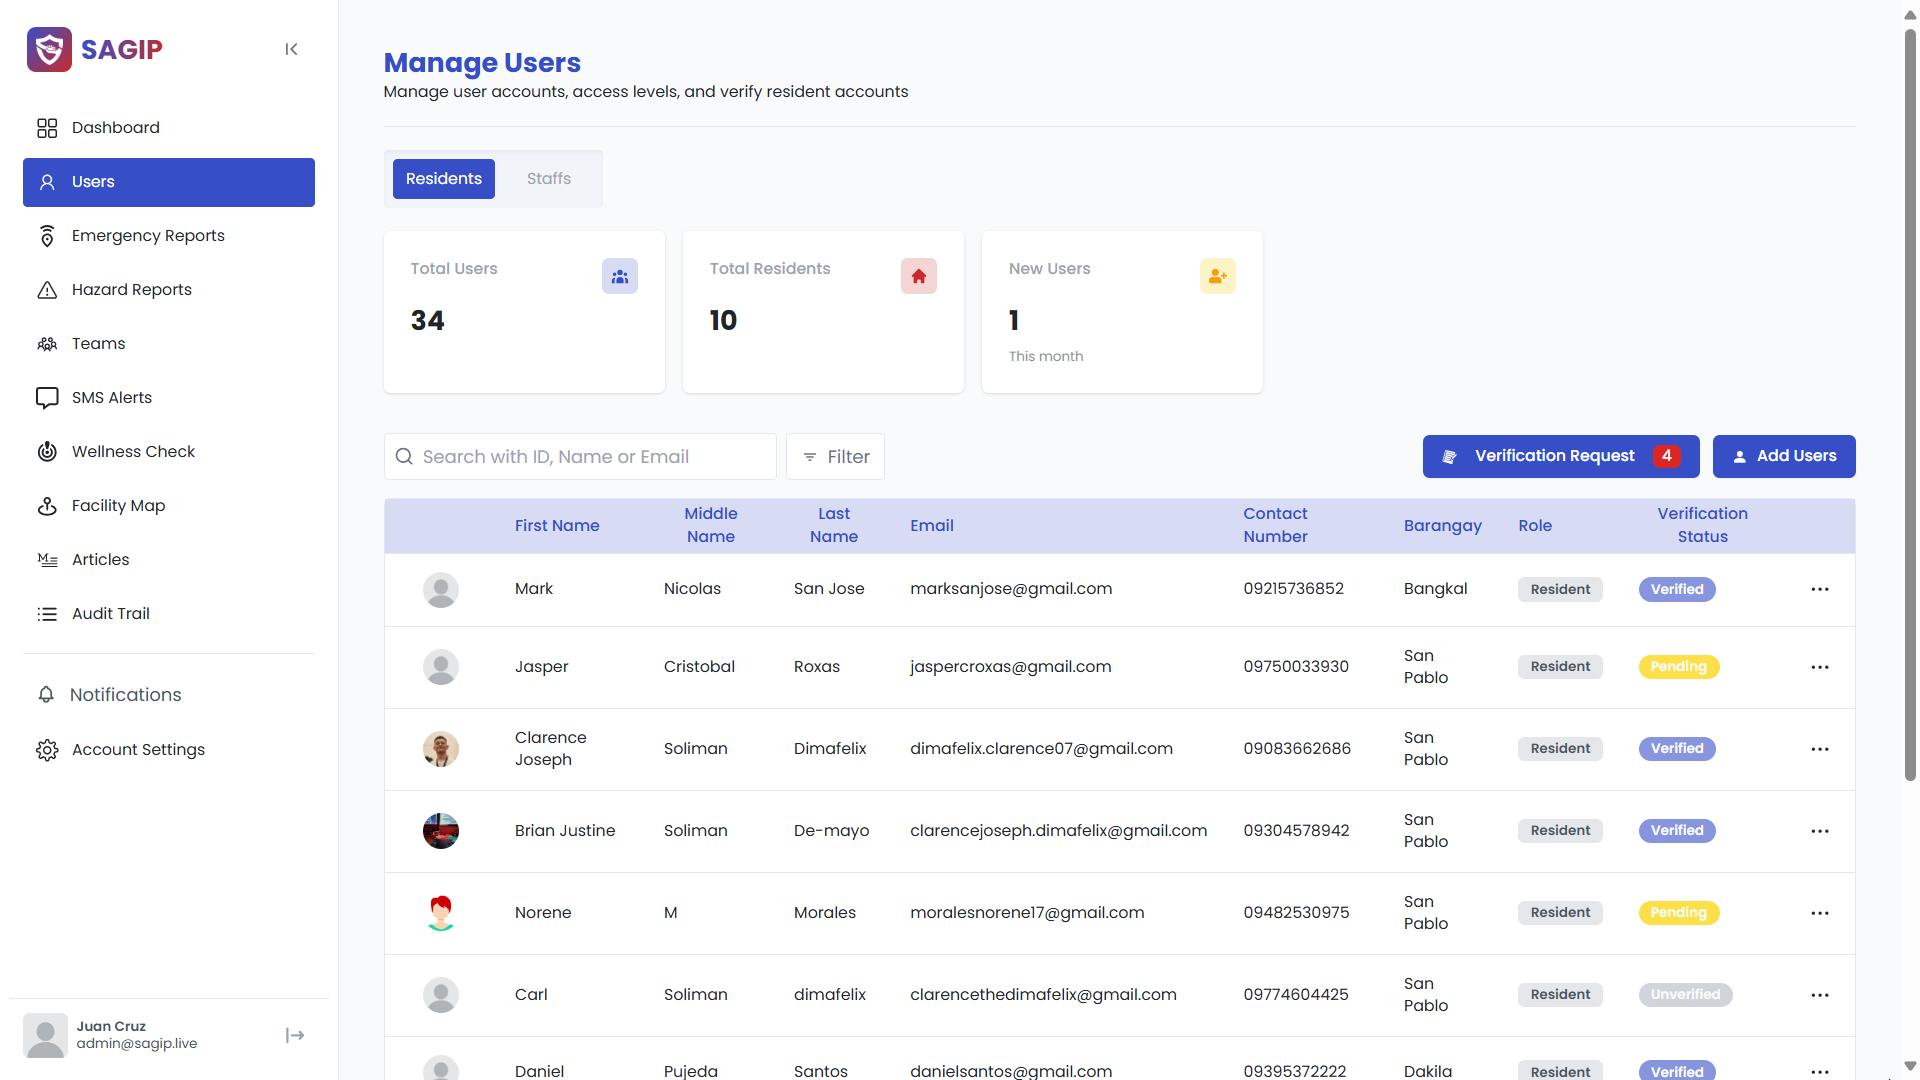 SAGIP
Dashboard
Users
Emergency Reports
Hazard Reports
Teams
SMS Alerts
Wellness Check
Facility Map
Articles
Audit Trail
Notifications
Account Settings
Juan Cruz
admin@sagip.live
Manage Users
Manage user accounts, access levels, and verify resident accounts
Residents Staffs
Total Users
34
Total Residents
10
New Users
1
This month
Search with ID, Name or Email
Filter
Verification Request 4
Add Users
First Name Middle Name Last Name Email Contact Number Barangay Role Verification Status
Mark Nicolas San Jose marksanjose@gmail.com 09215736852 Bangkal Resident Verified
Jasper Cristobal Roxas jaspercroxas@gmail.com 09750033930 San Pablo Resident Pending
Clarence Joseph Soliman Dimafelix dimafelix.clarence07@gmail.com 09083662686 San Pablo Resident Verified
Brian Justine Soliman De-mayo clarencejoseph.dimafelix@gmail.com 09304578942 San Pablo Resident Verified
Norene M Morales moralesnorene17@gmail.com 09482530975 San Pablo Resident Pending
Carl Soliman dimafelix clarencethedimafelix@gmail.com 09774604425 San Pablo Resident Unverified
Daniel Pujeda Santos danielsantos@gmail.com 09395372222 Dakila Resident Verified